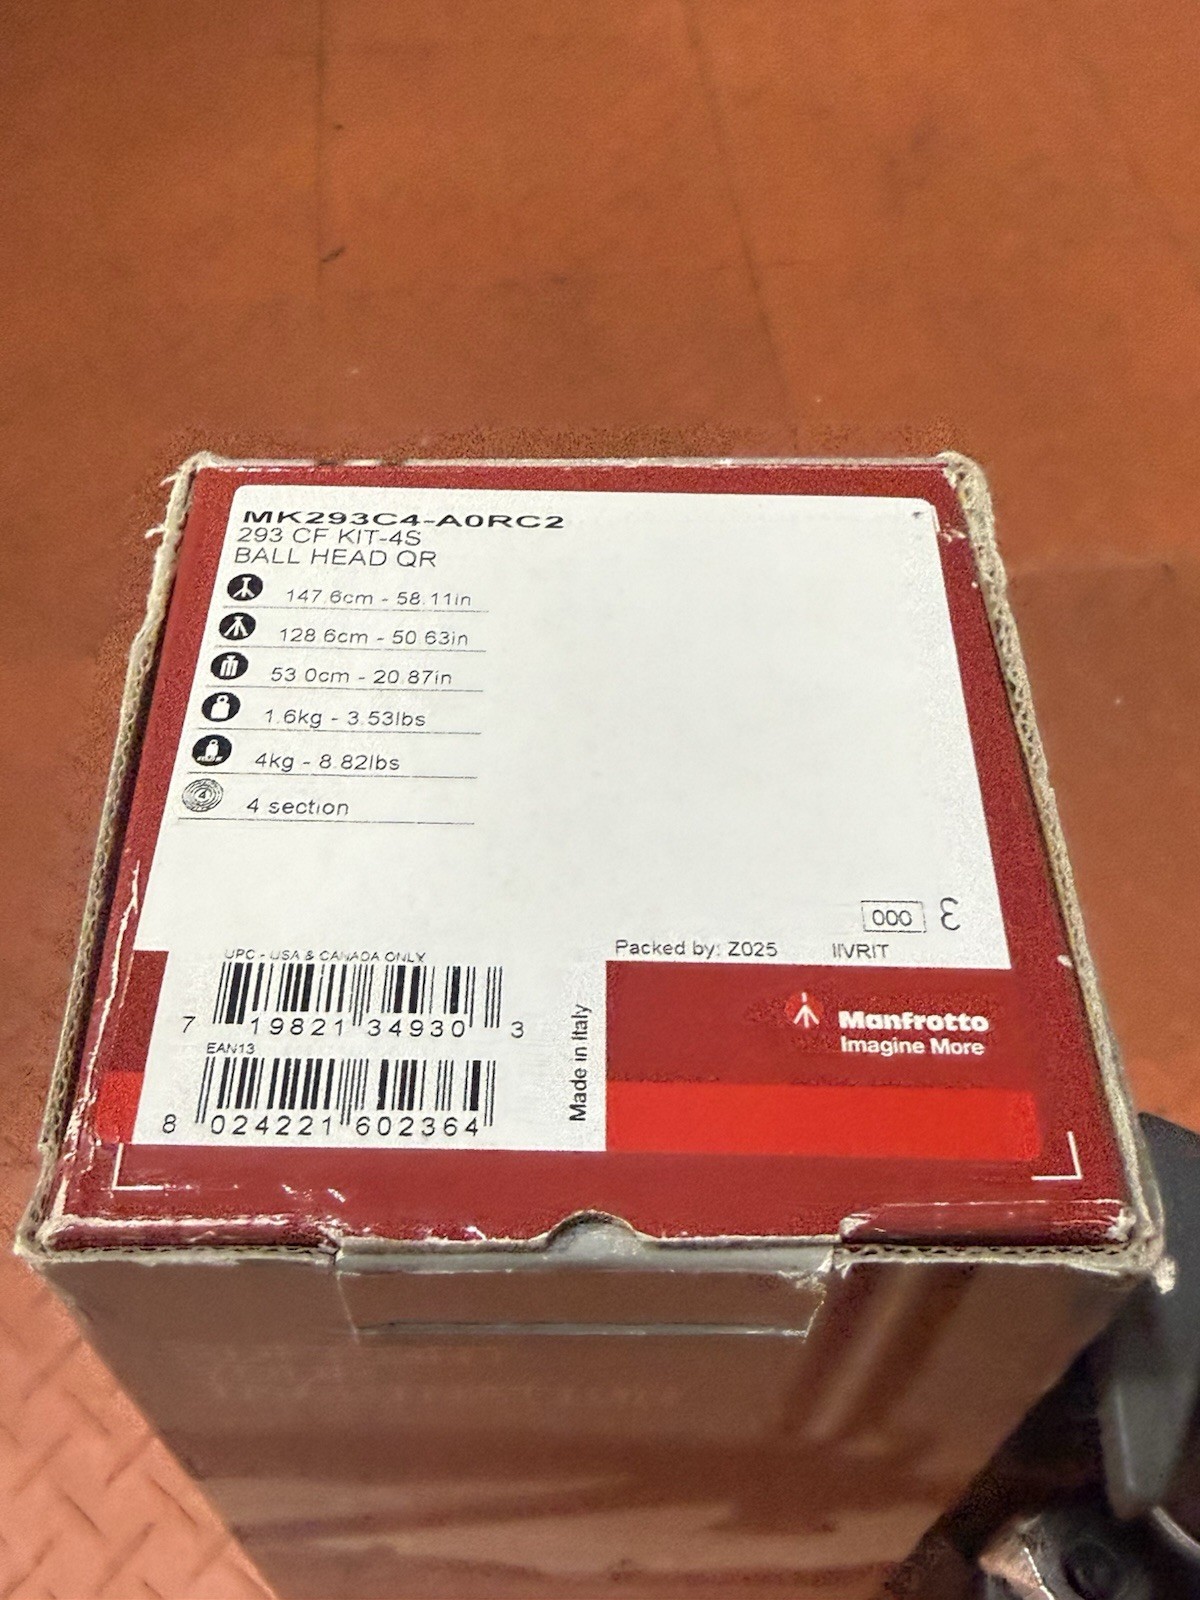 MK293C4-A0RC2
293 CF KIT-4S
BALL HEAD QR
147.6cm - 58.11in
128.6cm - 50.63in
53.0cm - 20.87in
1.6kg - 3.53lbs
4kg - 8.82lbs
4
4 section
000
Packed by: Z025
UPC - USA & CANADA ONLY
7 19821 34930 3
EAN13
8 024221 602364
Made in Italy
Manfrotto
Imagine More